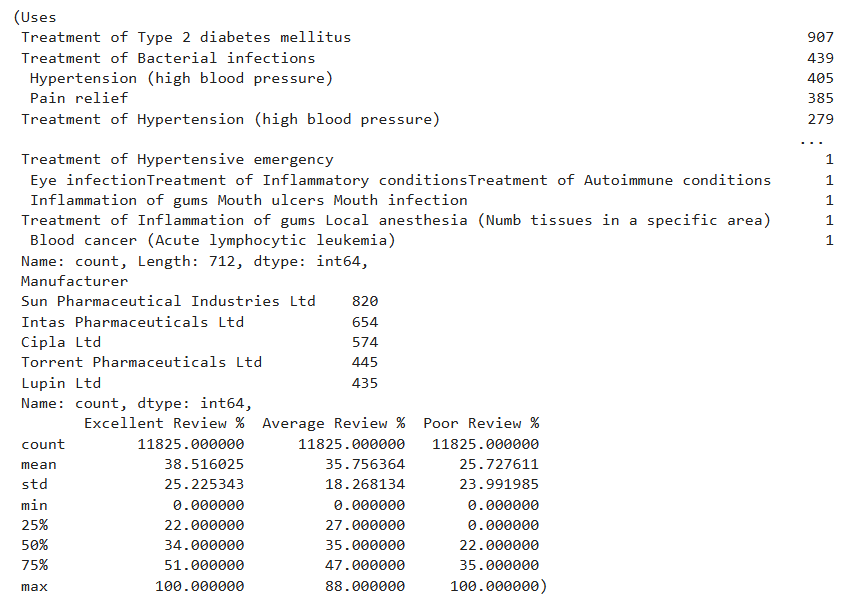 (Uses
Treatment of Type 2 diabetes mellitus 907
Treatment of Bacterial infections 439
Hypertension (high blood pressure) 405
Pain relief 385
Treatment of Hypertension (high blood pressure) 279
...
Treatment of Hypertensive emergency 1
Eye infectionTreatment of Inflammatory conditionsTreatment of Autoimmune conditions 1
Inflammation of gums Mouth ulcers Mouth infection 1
Treatment of Inflammation of gums Local anesthesia (Numb tissues in a specific area) 1
Blood cancer (Acute lymphocytic leukemia) 1
Name: count, Length: 712, dtype: int64,
Manufacturer
Sun Pharmaceutical Industries Ltd 820
Intas Pharmaceuticals Ltd 654
Cipla Ltd 574
Torrent Pharmaceuticals Ltd 445
Lupin Ltd 435
Name: count, dtype: int64,
Excellent Review % Average Review % Poor Review %
count 11825.000000 11825.000000 11825.000000
mean 38.516025 35.756364 25.727611
std 25.225343 18.268134 23.991985
min 0.000000 0.000000 0.000000
25% 22.000000 27.000000 0.000000
50% 34.000000 35.000000 22.000000
75% 51.000000 47.000000 35.000000
max 100.000000 88.000000 100.000000)